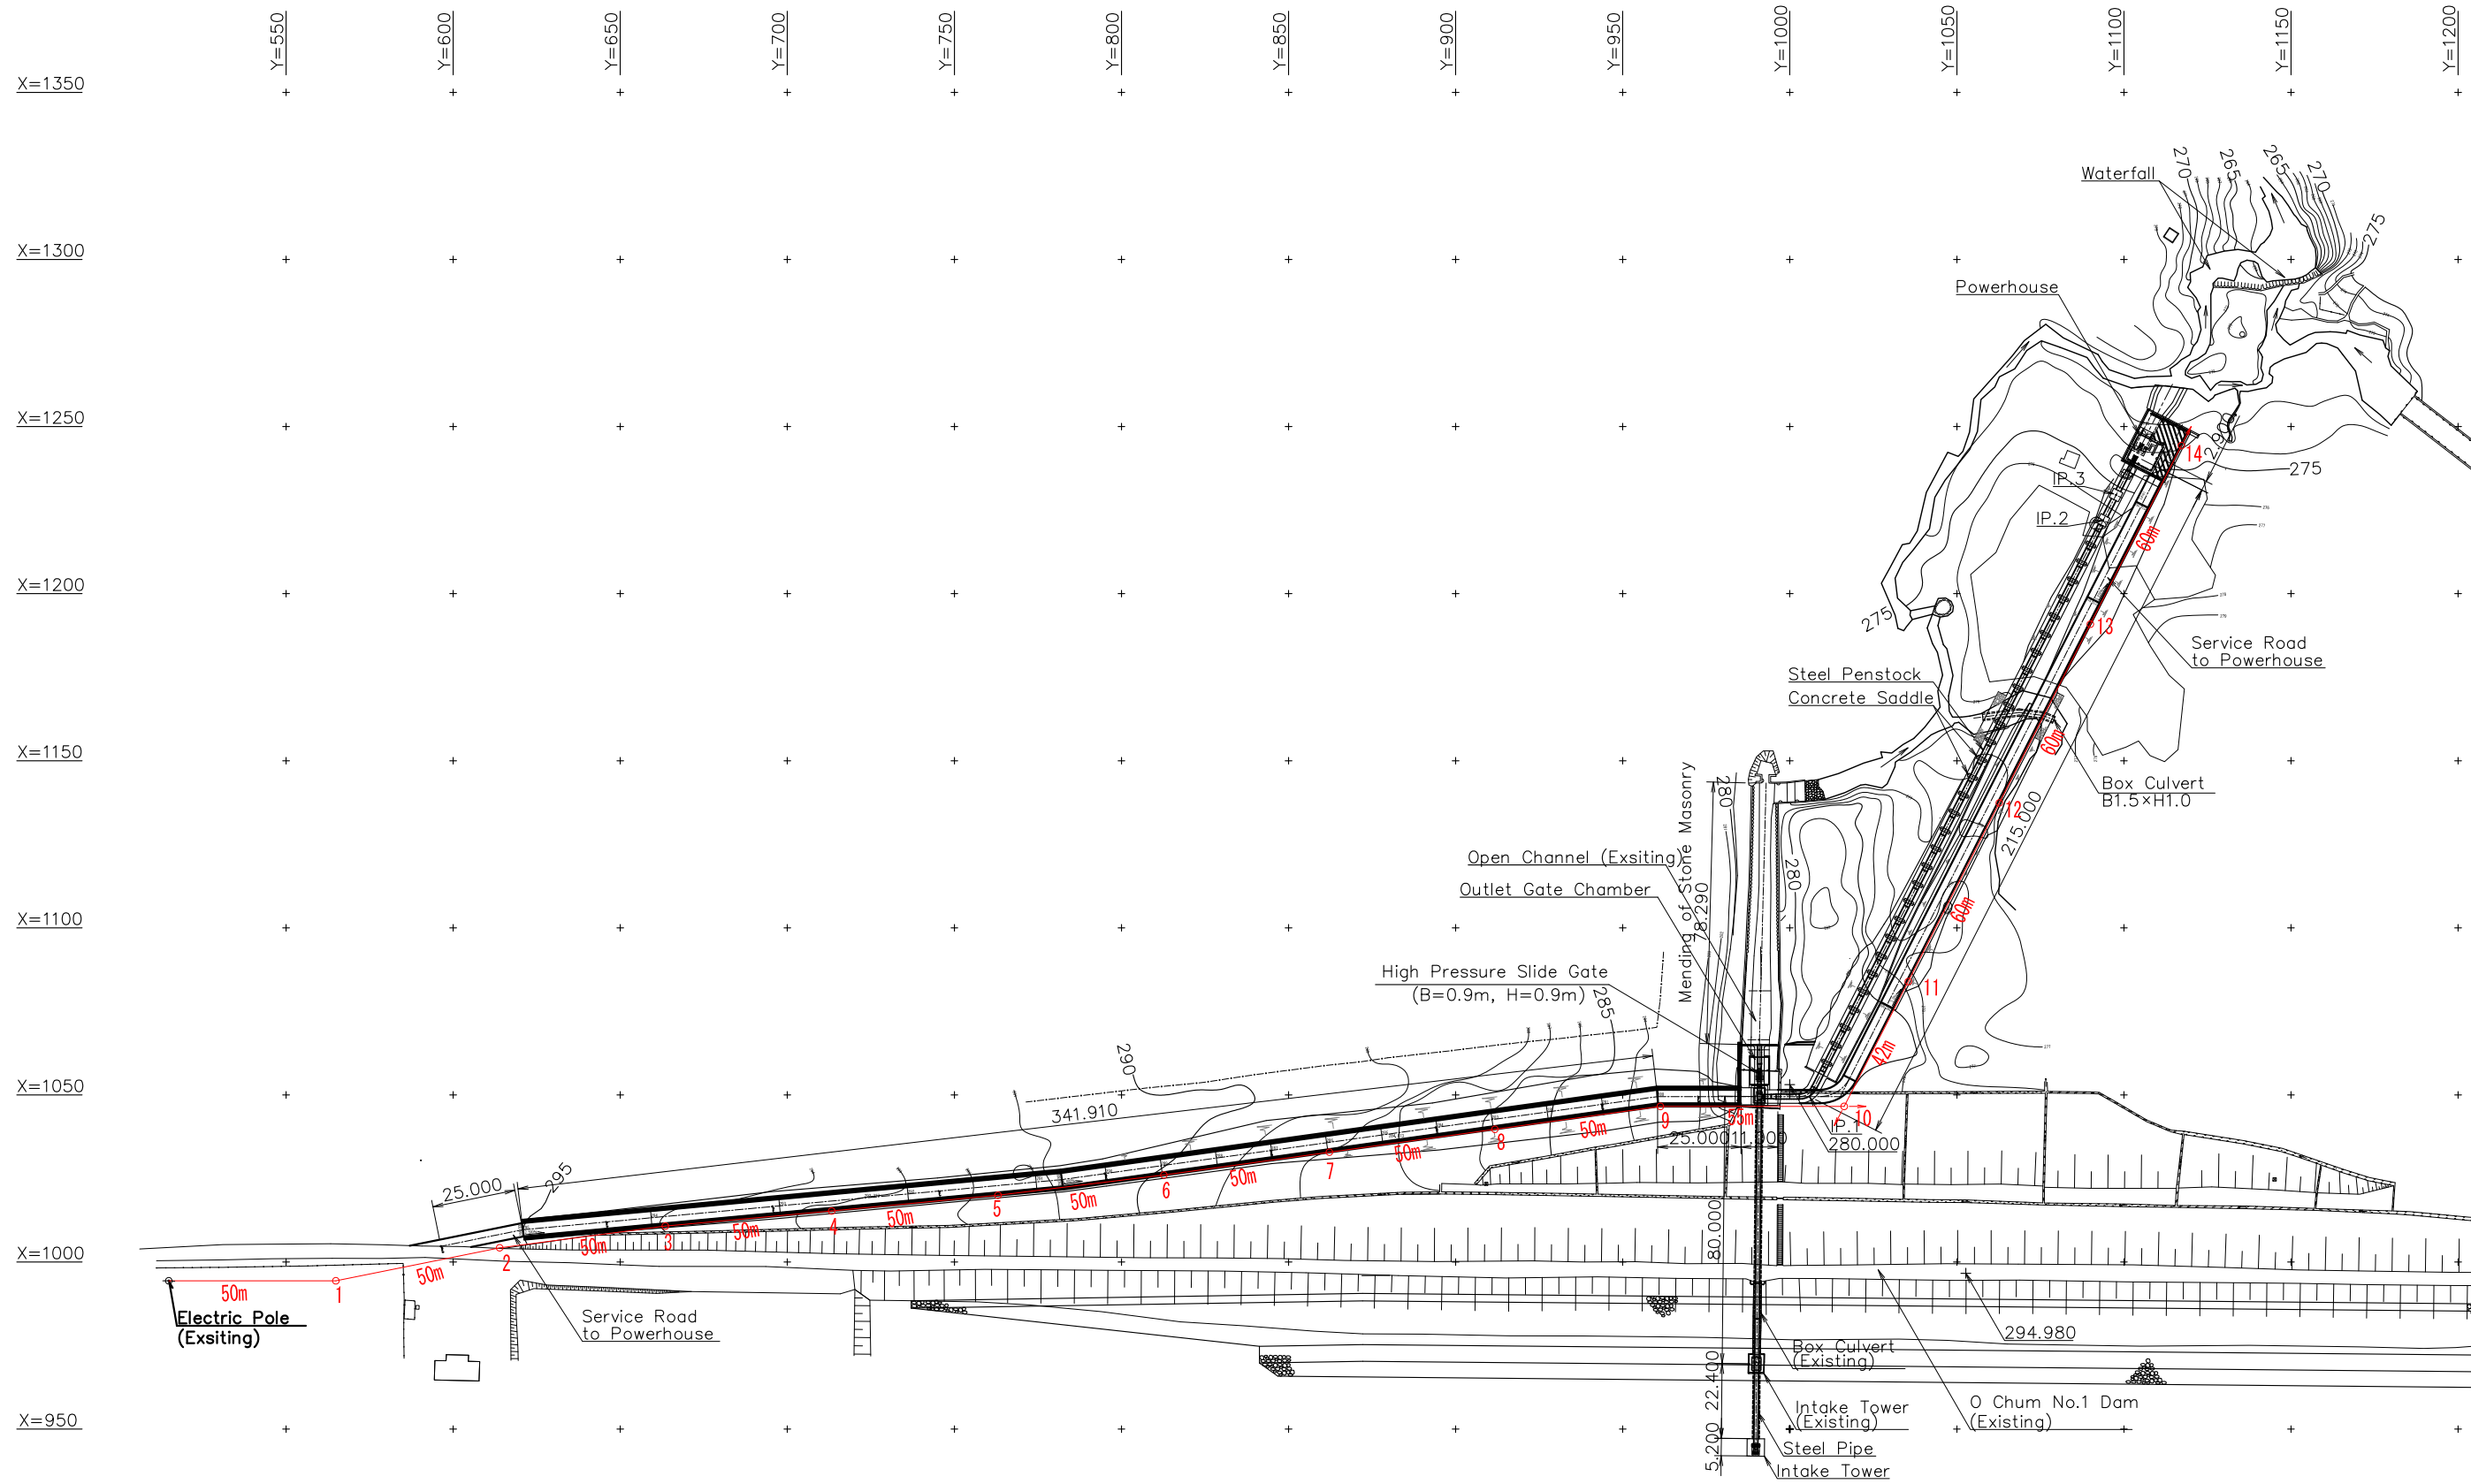 Y=550
Y=600
Y=650
Y=700
Y=750
Y=800
Y=850
Y=900
Y=950
Y=1000
Y=1050
Y=1100
Y=1150
Y=1200
X=1350
270
265
265
270
Waterfall
275
X=1300
Powerhouse
X=1250
14
275
IP.3
IP.2
60m
X=1200
275
13
Service Road
to Powerhouse
Steel Penstock
Concrete Saddle
60m
X=1150
280
Box Culvert
B1.5×H1.0
12
215.000
Mending of Stone Masonry
78.290
Open Channel (Exsiting)
280
Outlet Gate Chamber
60m
X=1100
High Pressure Slide Gate
(B=0.9m, H=0.9m)
285
11
42m
290
X=1050
341.910
9
55m
10
IP.1
280.000
25.000
11.000
8
50m
7
50m
6
50m
5
50m
4
50m
3
50m
295
25.000
50m
2
50m
X=1000
80.000
50m
1
Electric Pole
(Exsiting)
Service Road
to Powerhouse
294.980
Box Culvert
(Existing)
22.400
O Chum No.1 Dam
(Existing)
Intake Tower
(Existing)
X=950
5.200
Steel Pipe
Intake Tower